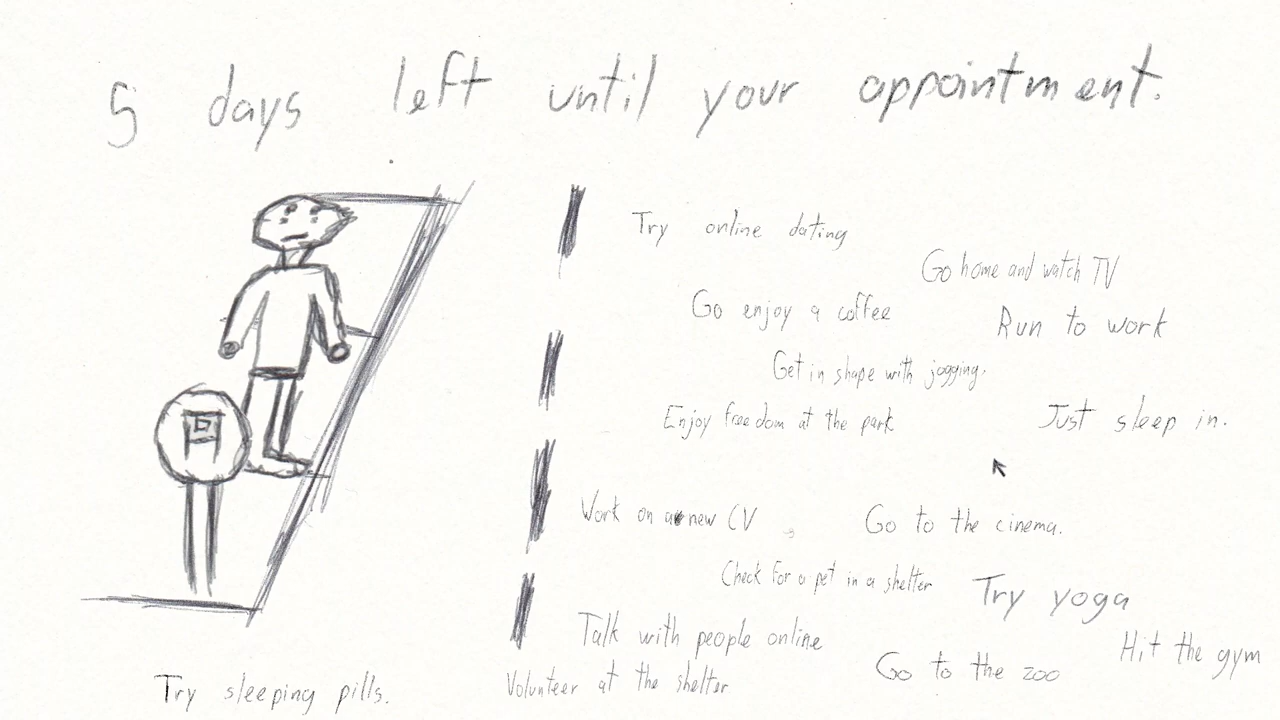 5 days left until your appointment.
Try online dating
Go home and watch TV
Go enjoy a coffee
Run to work
Get in shape with jogging.
Enjoy freedom at the park
Just sleep in.
Work on a new CV
Go to the cinema.
Check for a pet in a shelter
Try yoga
Talk with people online
Hit the gym
Go to the zoo
Volunteer at the shelter
Try sleeping pills.